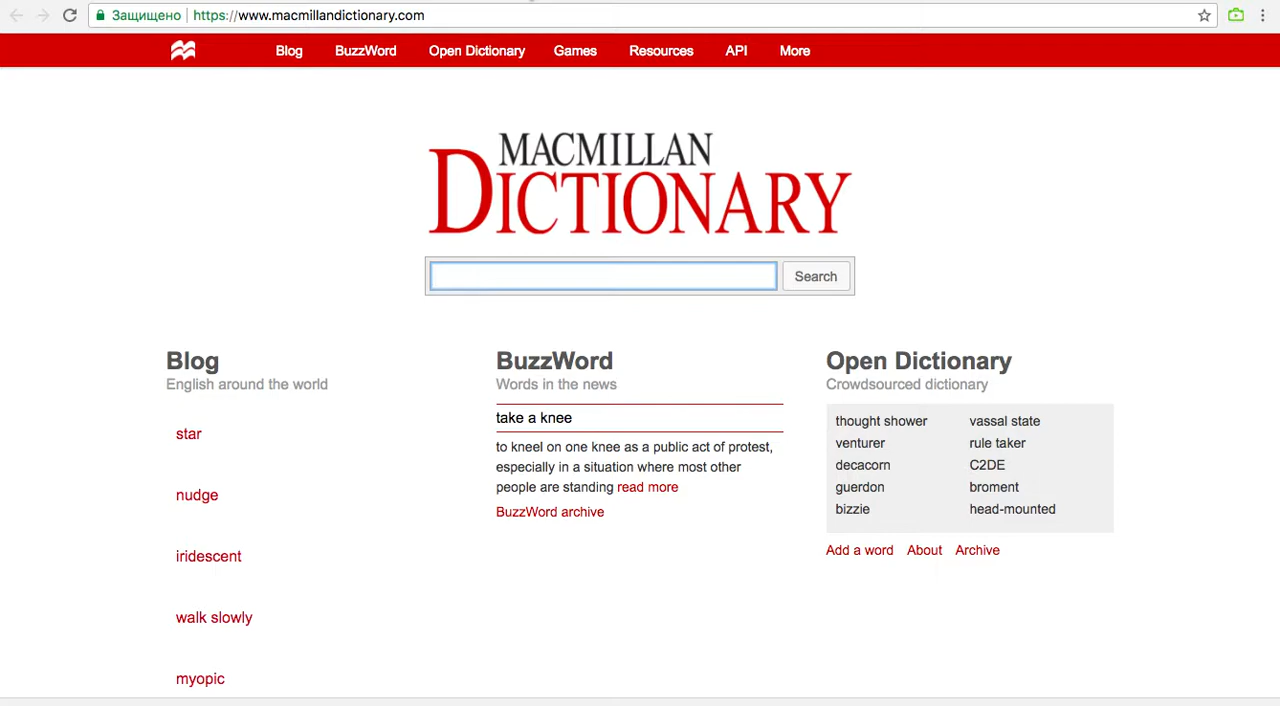 Защищено https://www.macmillandictionary.com
Blog BuzzWord Open Dictionary Games Resources API More
MACMILLAN
DICTIONARY
Search
Blog
English around the world
star
nudge
iridescent
walk slowly
myopic
BuzzWord
Words in the news
take a knee
to kneel on one knee as a public act of protest,
especially in a situation where most other
people are standing read more
BuzzWord archive
Open Dictionary
Crowdsourced dictionary
thought shower vassal state
venturer rule taker
decacorn C2DE
guerdon broment
bizzie head-mounted
Add a word About Archive